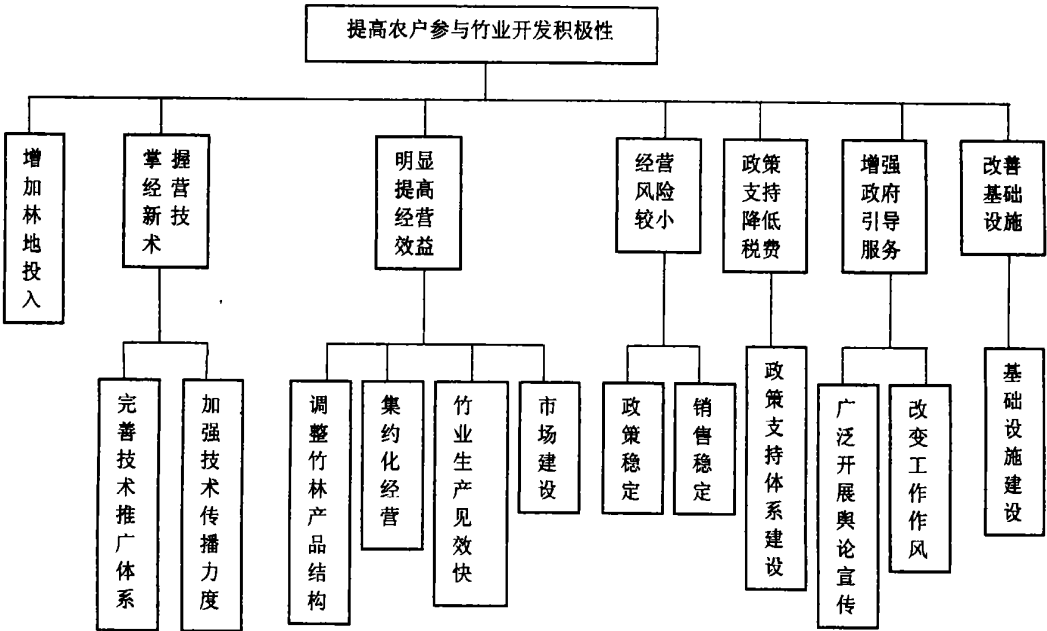 提高农户参与竹业开发积极性
增加林地投入
掌握
经营
新技
术
明显
提高
经营
效益
经营
风险
较小
政策
支持
降低
税费
增强
政府
引导
服务
改善
基础
设施
完善技术推广体系
加强技术传播力度
调整竹林产品结构
集约化经营
竹业生产见效快
市场建设
政策稳定
销售稳定
政策支持体系建设
广泛开展舆论宣传
改变工作作风
基础设施建设